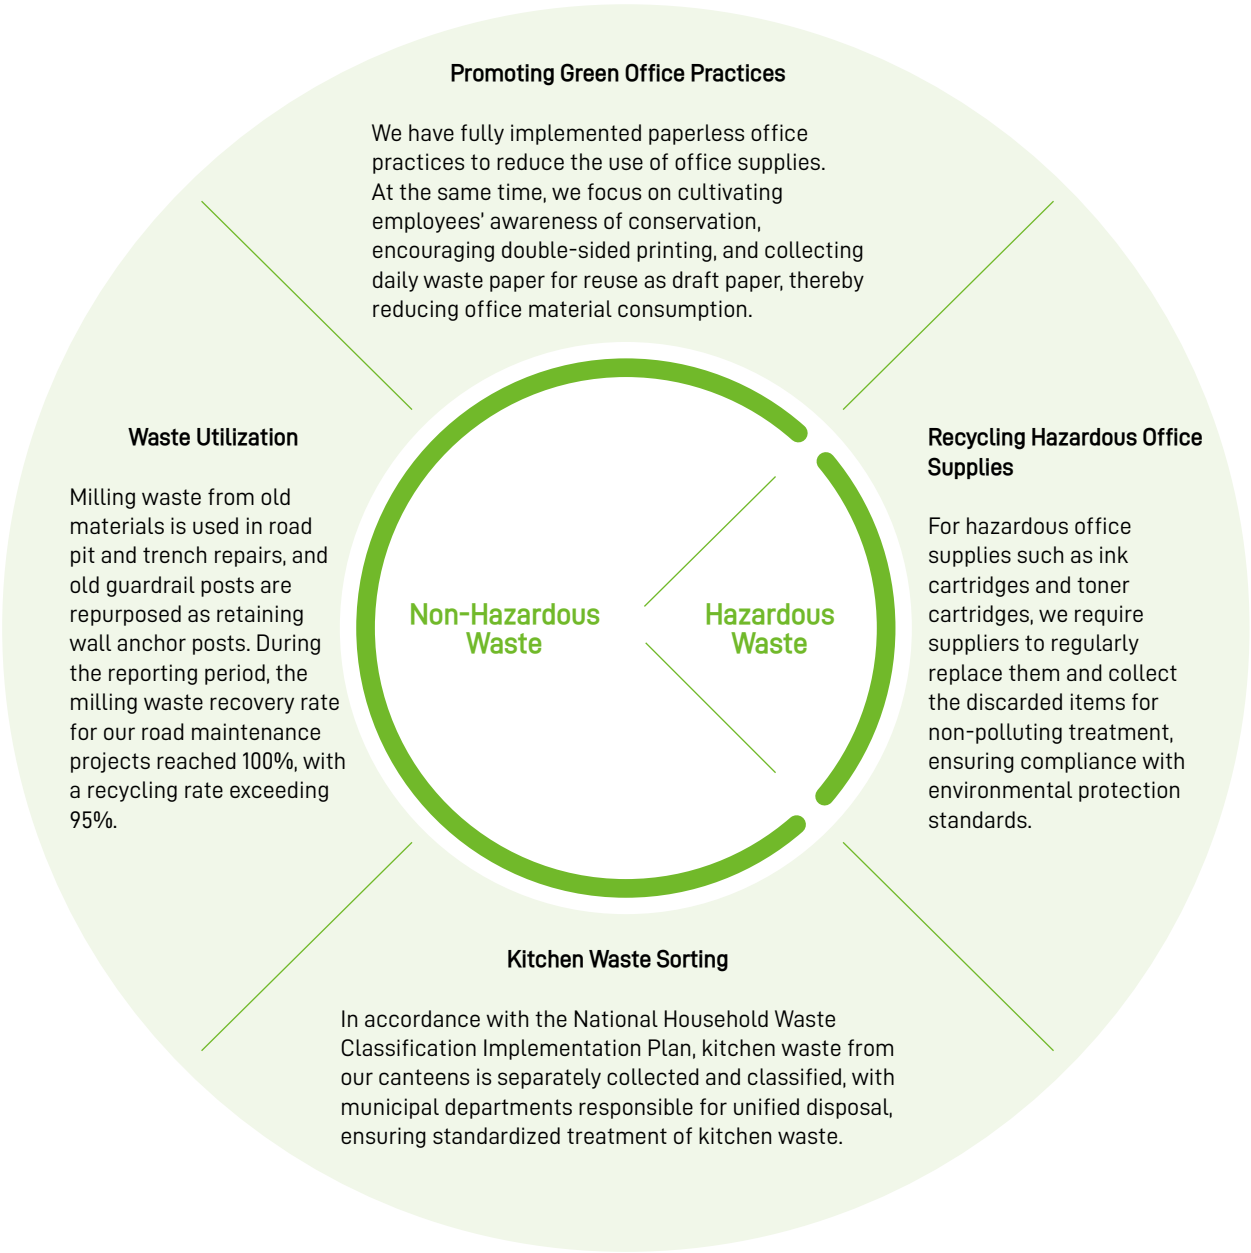 Promoting Green Office Practices
We have fully implemented paperless office
practices to reduce the use of office supplies.
At the same time, we focus on cultivating
employees' awareness of conservation,
encouraging double-sided printing, and collecting
daily waste paper for reuse as draft paper, thereby
reducing office material consumption.
Waste Utilization
Milling waste from old
materials is used in road
pit and trench repairs, and
old guardrail posts are
repurposed as retaining
wall anchor posts. During
the reporting period, the
milling waste recovery rate
for our road maintenance
projects reached 100%, with
a recycling rate exceeding
95%.
Non-Hazardous
Waste
Hazardous
Waste
Recycling Hazardous Office
Supplies
For hazardous office
supplies such as ink
cartridges and toner
cartridges, we require
suppliers to regularly
replace them and collect
the discarded items for
non-polluting treatment,
ensuring compliance with
environmental protection
standards.
Kitchen Waste Sorting
In accordance with the National Household Waste
Classification Implementation Plan, kitchen waste from
our canteens is separately collected and classified, with
municipal departments responsible for unified disposal,
ensuring standardized treatment of kitchen waste.